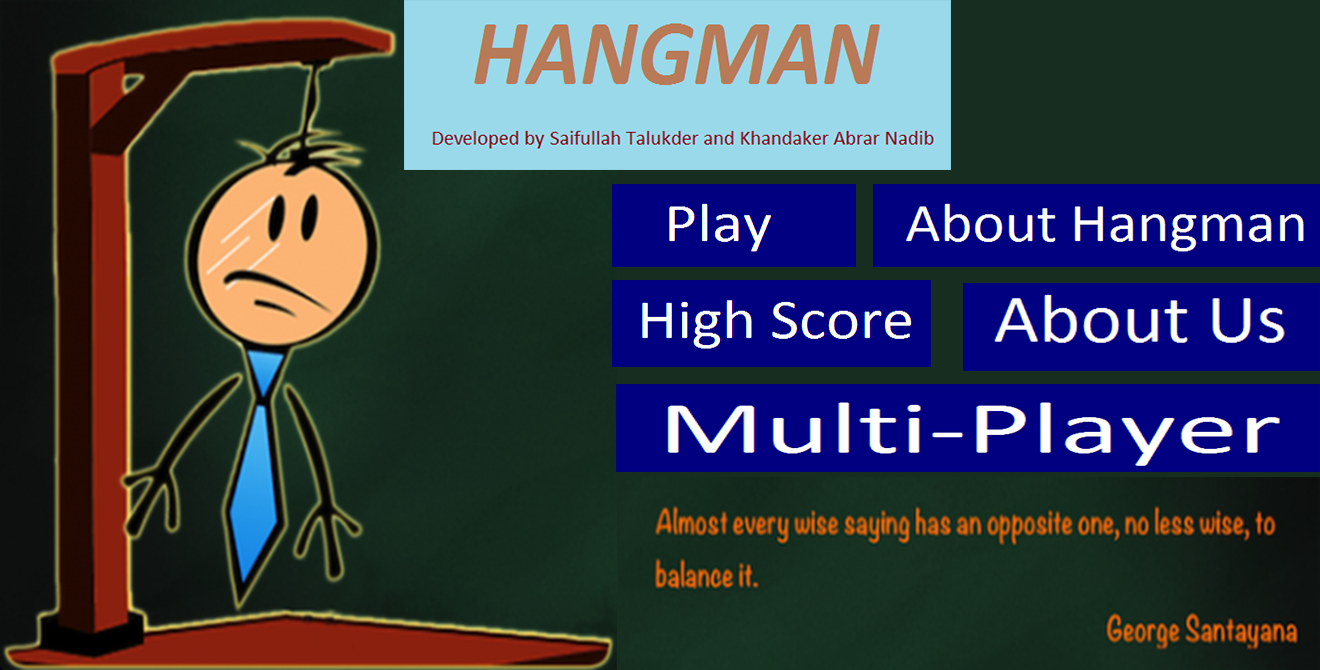 HANGMAN
Developed by Saifullah Talukder and Khandaker Abrar Nadib
Play
About Hangman
High Score
About Us
Multi-Player
Almost every wise saying has an opposite one, no less wise, to
balance it.
George Santayana